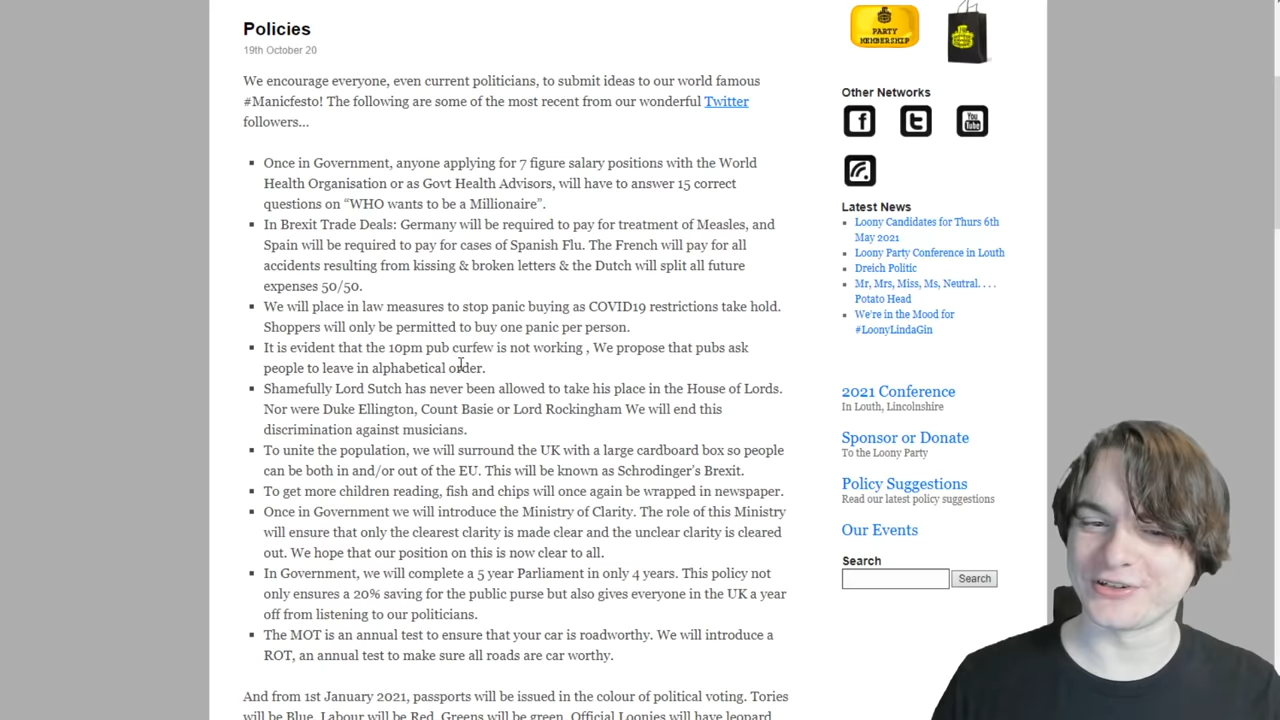 Policies
19th October 20
We encourage everyone, even current politicians, to submit ideas to our world famous
#Manicfesto! The following are some of the most recent from our wonderful Twitter
followers...
Once in Government, anyone applying for 7 figure salary positions with the World
Health Organisation or as Govt Health Advisors, will have to answer 15 correct
questions on “WHO wants to be a Millionaire”.
In Brexit Trade Deals: Germany will be required to pay for treatment of Measles, and
Spain will be required to pay for cases of Spanish Flu. The French will pay for all
accidents resulting from kissing & broken letters & the Dutch will split all future
expenses 50/50.
We will place in law measures to stop panic buying as COVID19 restrictions take hold.
Shoppers will only be permitted to buy one panic per person.
It is evident that the 10pm pub curfew is not working , We propose that pubs ask
people to leave in alphabetical order.
Shamefully Lord Sutch has never been allowed to take his place in the House of Lords.
Nor were Duke Ellington, Count Basie or Lord Rockingham We will end this
discrimination against musicians.
To unite the population, we will surround the UK with a large cardboard box so people
can be both in and/or out of the EU. This will be known as Schrodinger’s Brexit.
To get more children reading, fish and chips will once again be wrapped in newspaper.
Once in Government we will introduce the Ministry of Clarity. The role of this Ministry
will ensure that only the clearest clarity is made clear and the unclear clarity is cleared
out. We hope that our position on this is now clear to all.
In Government, we will complete a 5 year Parliament in only 4 years. This policy not
only ensures a 20% saving for the public purse but also gives everyone in the UK a year
off from listening to our politicians.
The MOT is an annual test to ensure that your car is roadworthy. We will introduce a
ROT, an annual test to make sure all roads are car worthy.
And from 1st January 2021, passports will be issued in the colour of political voting. Tories
will be Blue, Labour will be Red, Greens will be green, Official Loonies will have leopard
PARTY
MEMBERSHIP
Other Networks
f
t
You
Tube
Latest News
Loony Candidates for Thurs 6th
May 2021
Loony Party Conference in Louth
Dreich Politic
Mr, Mrs, Miss, Ms, Neutral. . . .
Potato Head
We're in the Mood for
#LoonyLindaGin
2021 Conference
In Louth, Lincolnshire
Sponsor or Donate
To the Loony Party
Policy Suggestions
Read our latest policy suggestions
Our Events
Search
Search